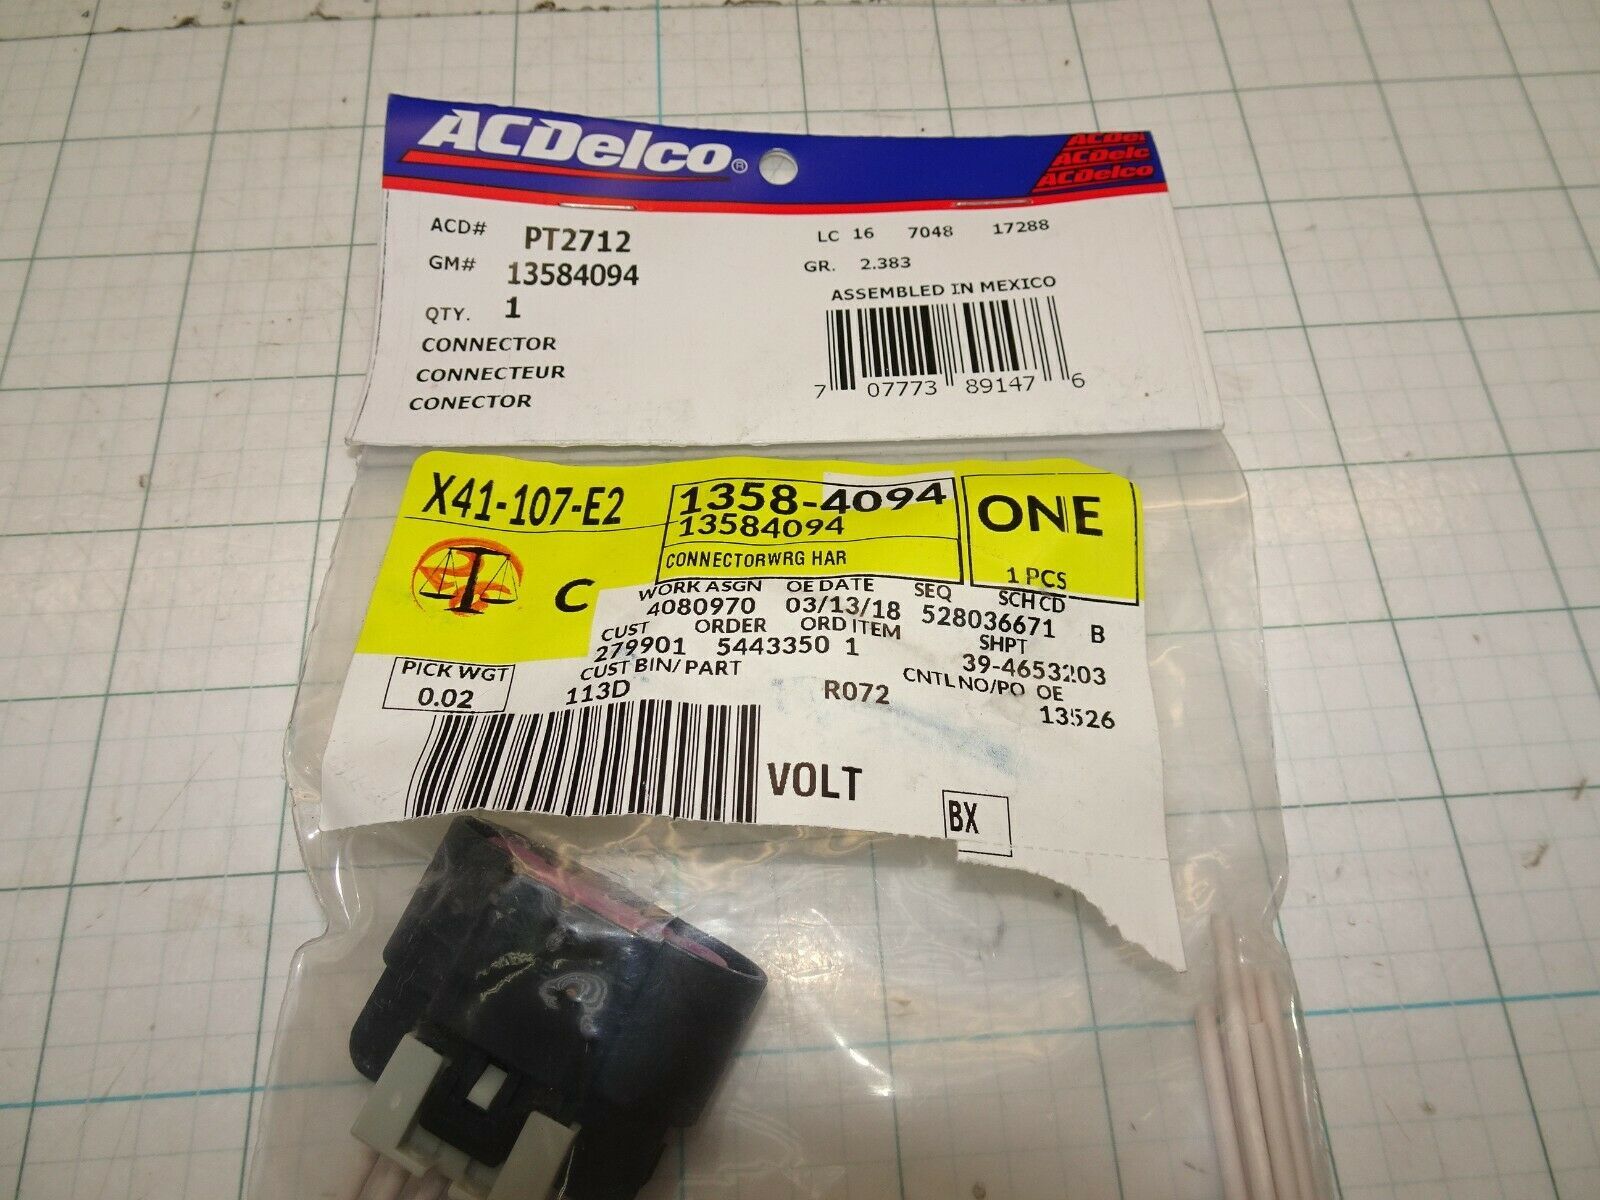 ACDelco®
ACDelco
ACDelco
ACD# PT2712
GM# 13584094
QTY. 1
CONNECTOR
CONNECTEUR
CONECTOR
LC 16 7048 17288
GR. 2.383
ASSEMBLED IN MEXICO
7 07773 89147 6
X41-107-E2
1358-4094
13584094
CONNECTORWRG HAR
ONE
1 PCS
C
WORK ASGN OE DATE SEQ SCH CD
4080970 03/13/18 528036671 B
CUST ORDER ORD ITEM SHPT
279901 5443350 1 39-4653203
CUST BIN/ PART CNTL NO/PO OE
113D R072 13526
PICK WGT
0.02
VOLT
BX